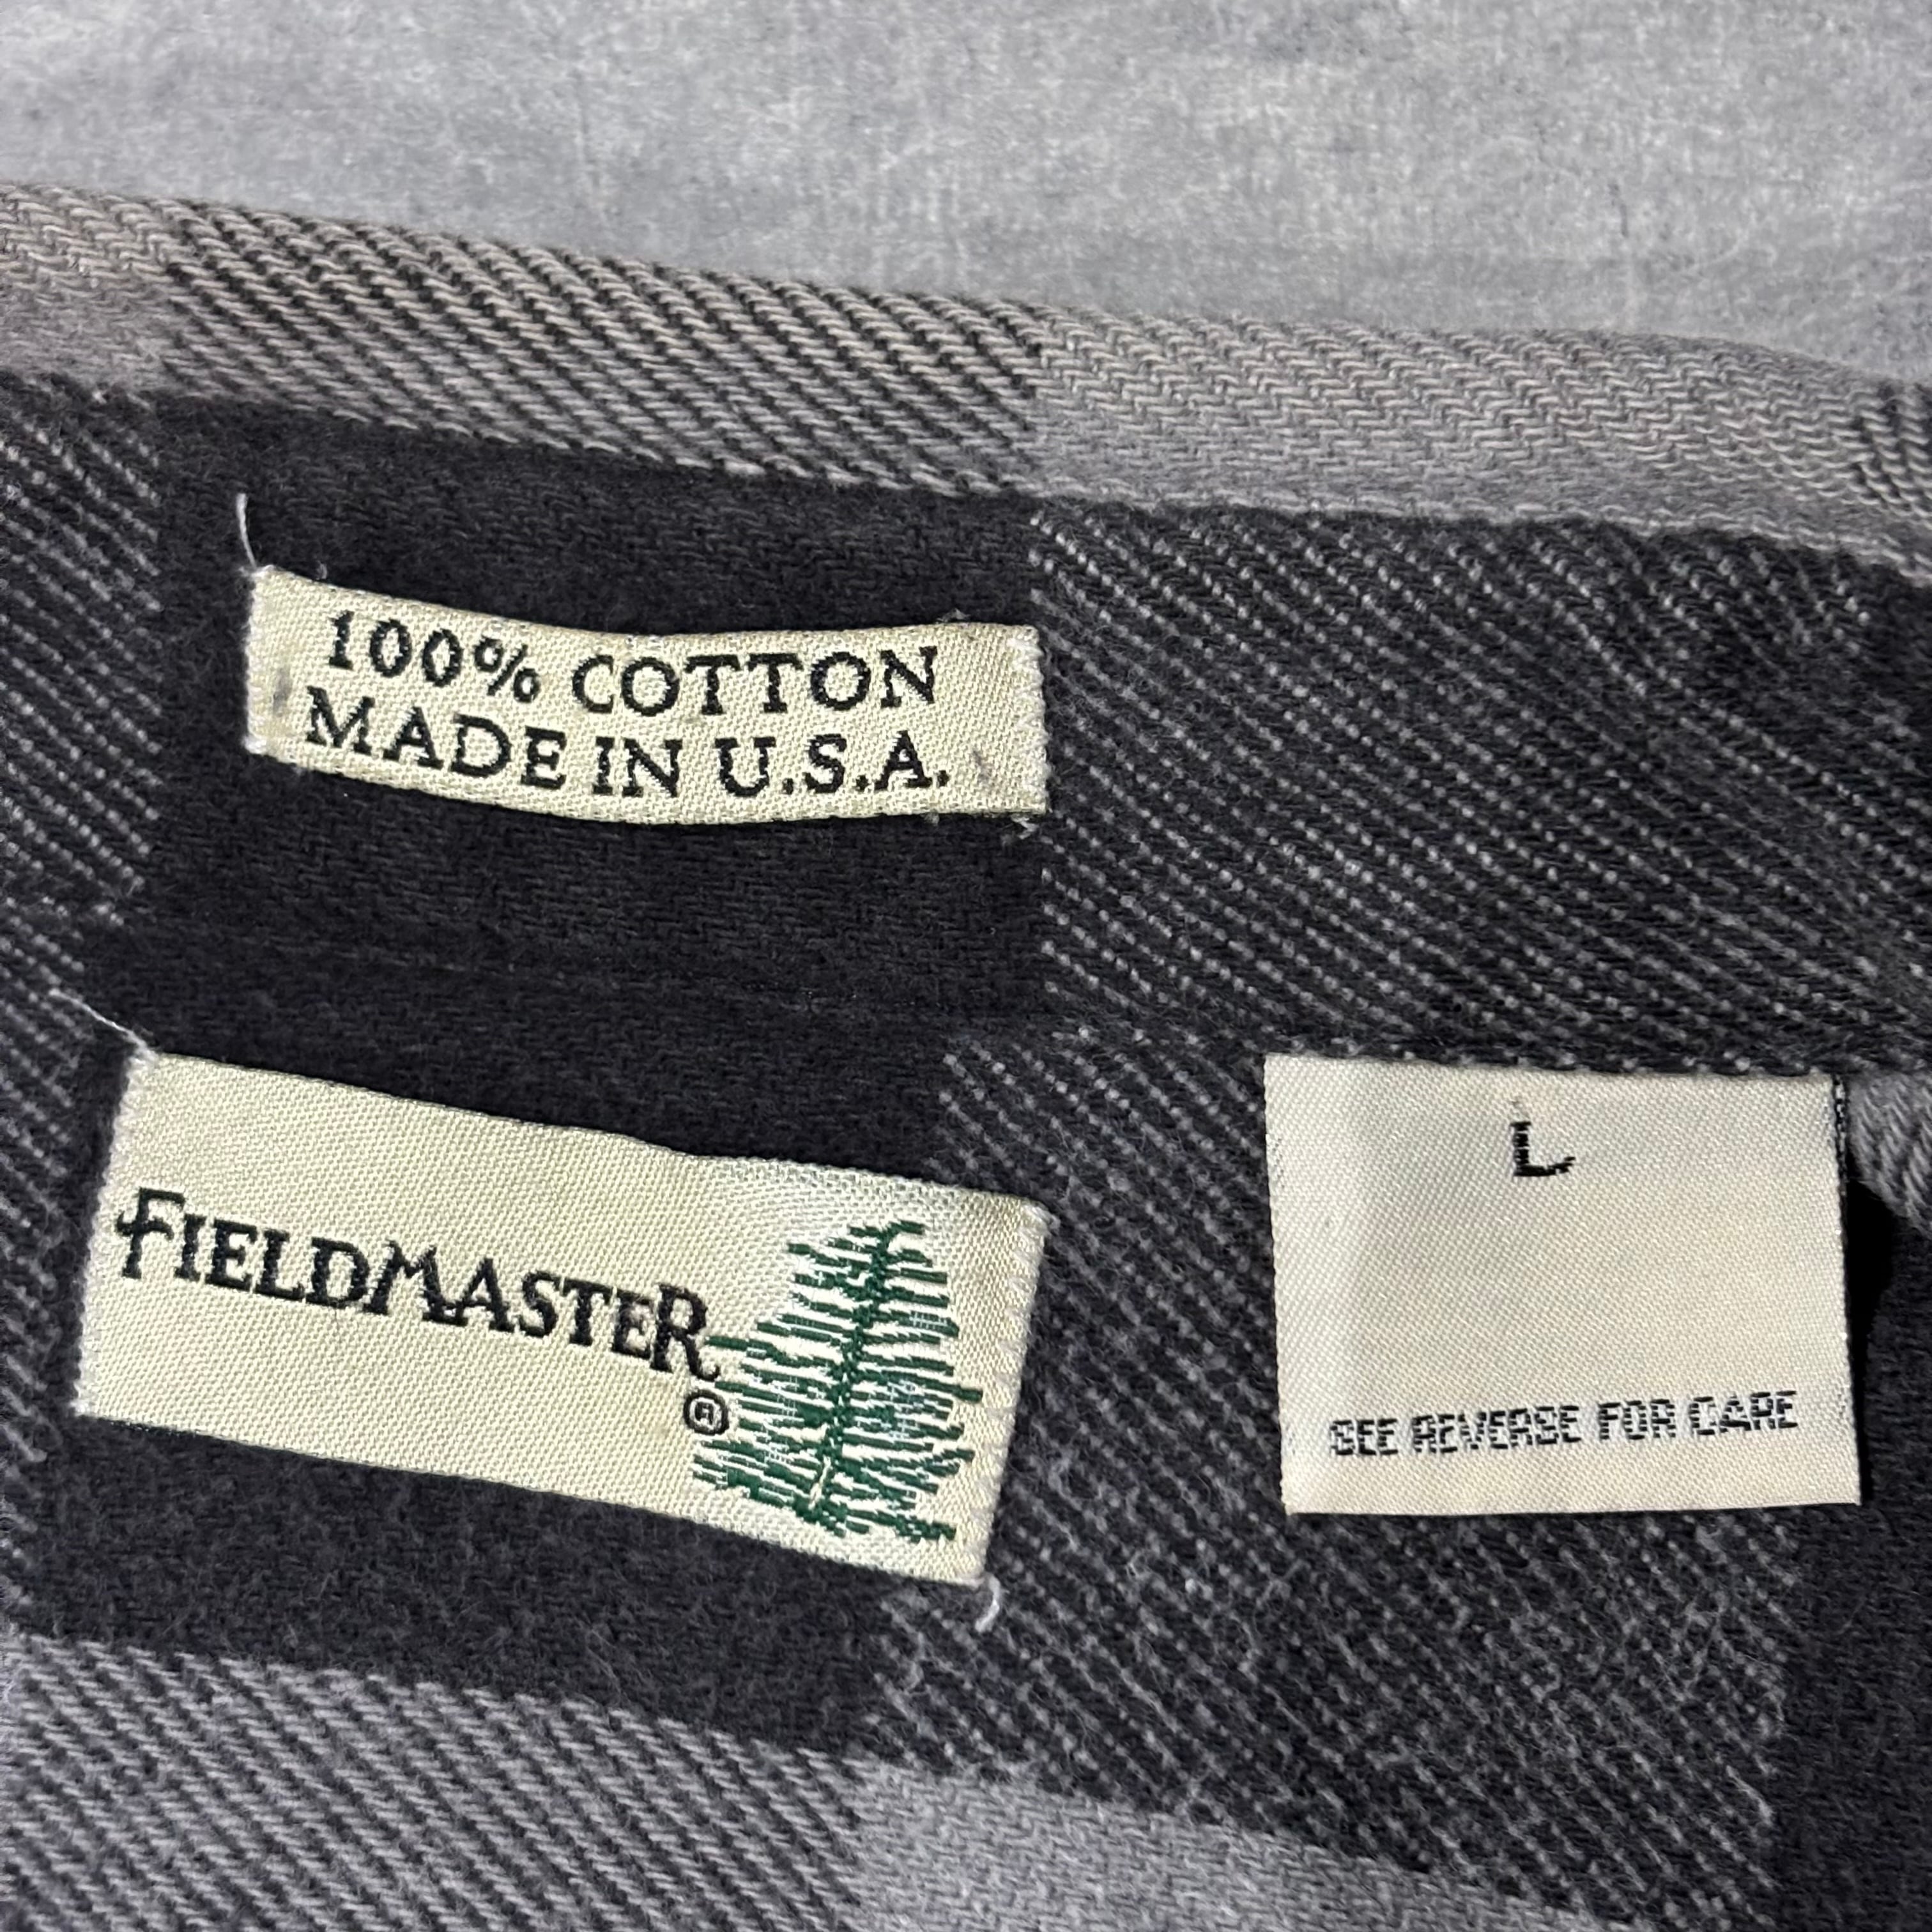 100% COTTON
MADE IN U.S.A.
FIELDMASTER
®
L
SEE REVERSE FOR CARE